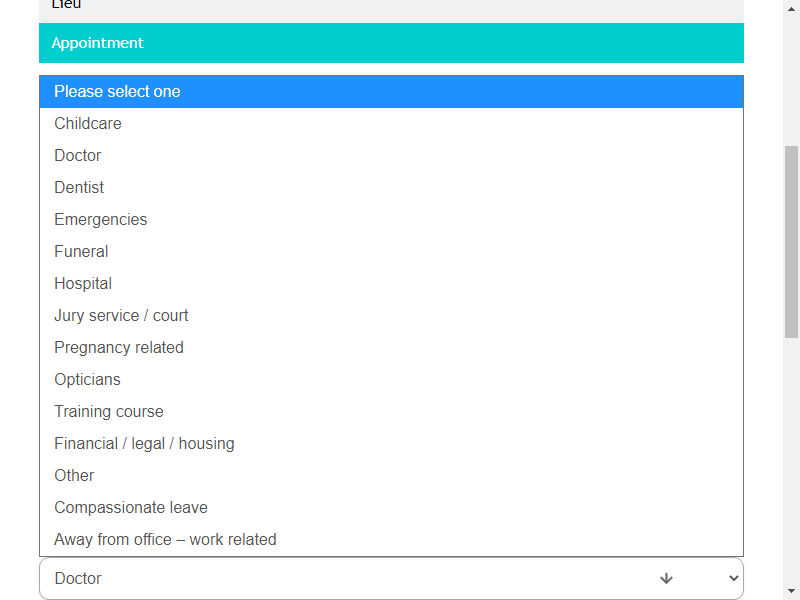 Lieu
Appointment
Please select one
Childcare
Doctor
Dentist
Emergencies
Funeral
Hospital
Jury service / court
Pregnancy related
Opticians
Training course
Financial / legal / housing
Other
Compassionate leave
Away from office – work related
Doctor